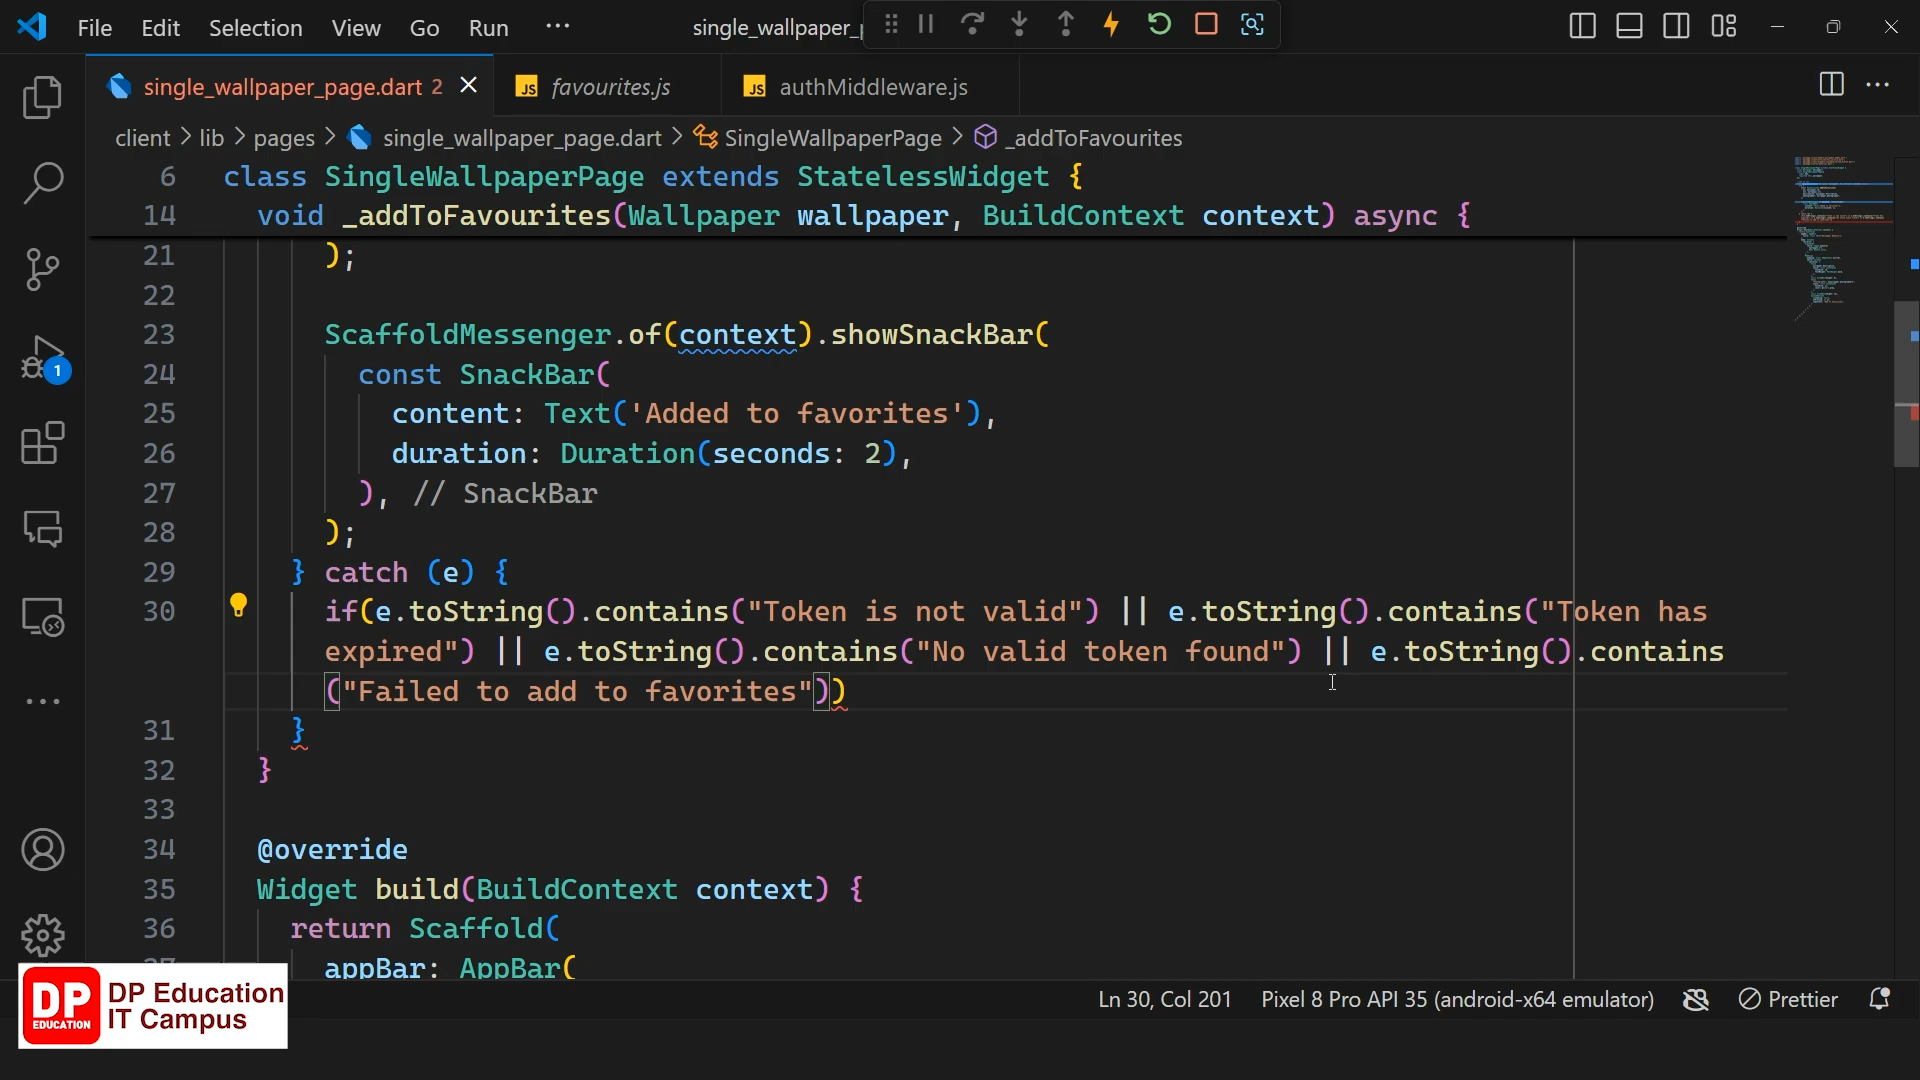 File Edit Selection View Go Run ··· single_wallpaper_
single_wallpaper_page.dart 2 favourites.js authMiddleware.js
client > lib > pages > single_wallpaper_page.dart > SingleWallpaperPage > _addToFavourites
6 class SingleWallpaperPage extends StatelessWidget {
14 void _addToFavourites(Wallpaper wallpaper, BuildContext context) async {
21 );
22
23 ScaffoldMessenger.of(context).showSnackBar(
24 const SnackBar(
25 content: Text('Added to favorites'),
26 duration: Duration(seconds: 2),
27 ), // SnackBar
28 );
29 } catch (e) {
30 if(e.toString().contains("Token is not valid") || e.toString().contains("Token has
expired") || e.toString().contains("No valid token found") || e.toString().contains
("Failed to add to favorites"))
31 }
32 }
33
34 @override
35 Widget build(BuildContext context) {
36 return Scaffold(
37 appBar: AppBar(
1
DP EDUCATION
DP Education
IT Campus
Ln 30, Col 201 Pixel 8 Pro API 35 (android-x64 emulator) Prettier